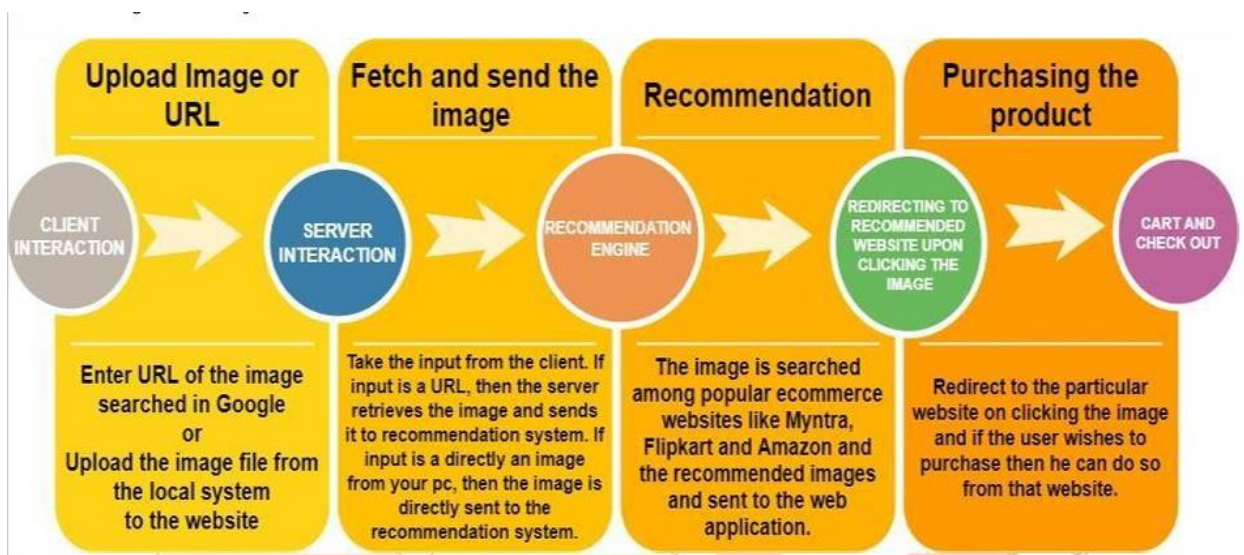 Upload Image or
URL
Fetch and send the
image
Recommendation
Purchasing the
product
CLIENT
INTERACTION
SERVER
INTERACTION
RECOMMENDATION
ENGINE
REDIRECTING TO
RECOMMENDED
WEBSITE UPON
CLICKING THE
IMAGE
CART AND
CHECK OUT
Enter URL of the image
searched in Google
or
Upload the image file from
the local system
to the website
Take the input from the client. If
input is a URL, then the server
retrieves the image and sends
it to recommendation system. If
input is a directly an image
from your pc, then the image is
directly sent to the
recommendation system.
The image is searched
among popular ecommerce
websites like Myntra,
Flipkart and Amazon and
the recommended images
and sent to the web
application.
Redirect to the particular
website on clicking the image
and if the user wishes to
purchase then he can do so
from that website.